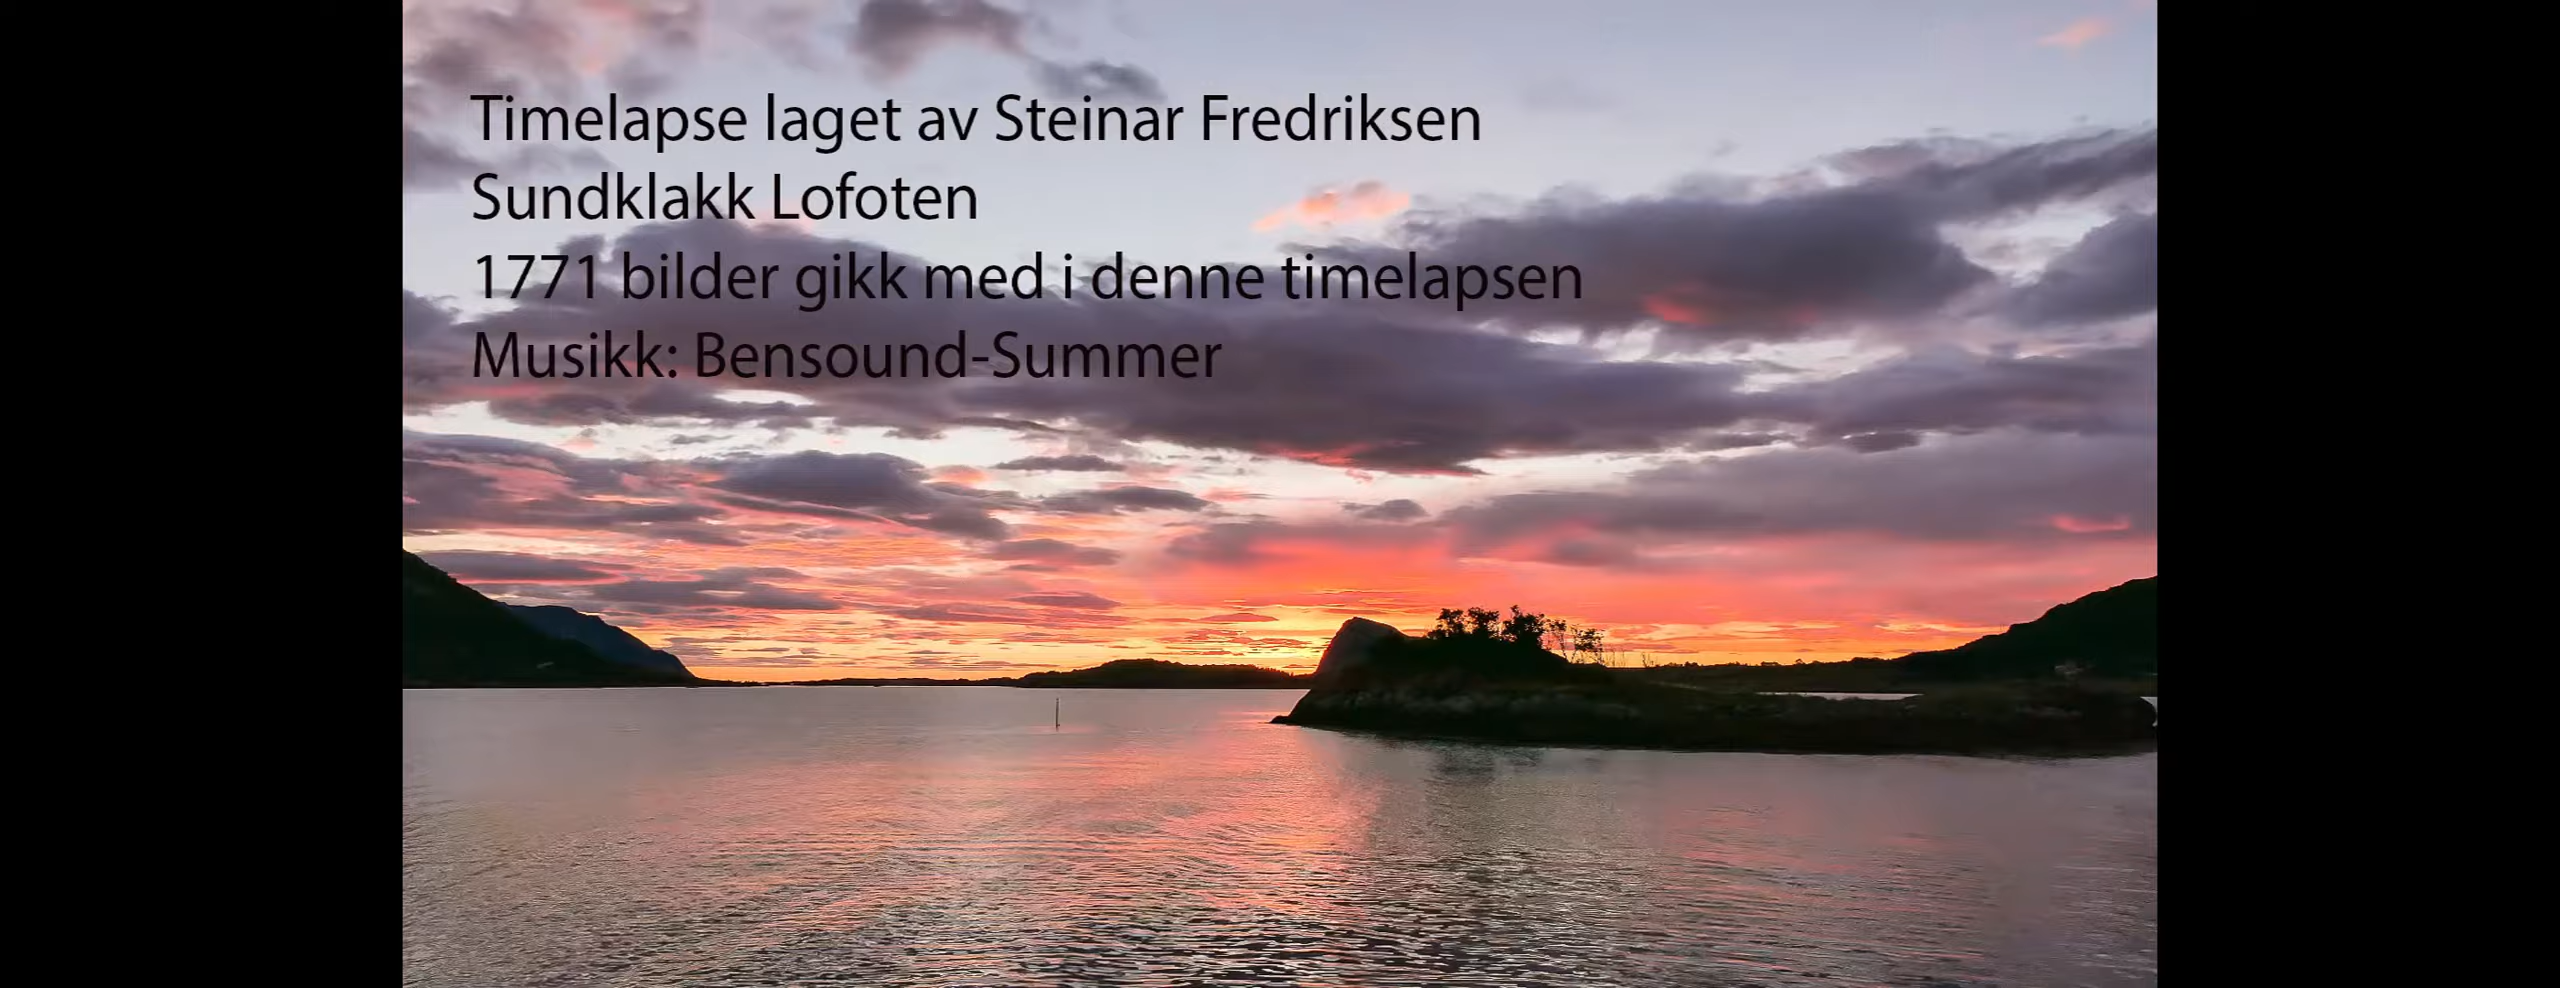 Timelapse laget av Steinar Fredriksen
Sundklakk Lofoten
1771 bilder gikk med i denne timelapsen
Musikk: Bensound-Summer